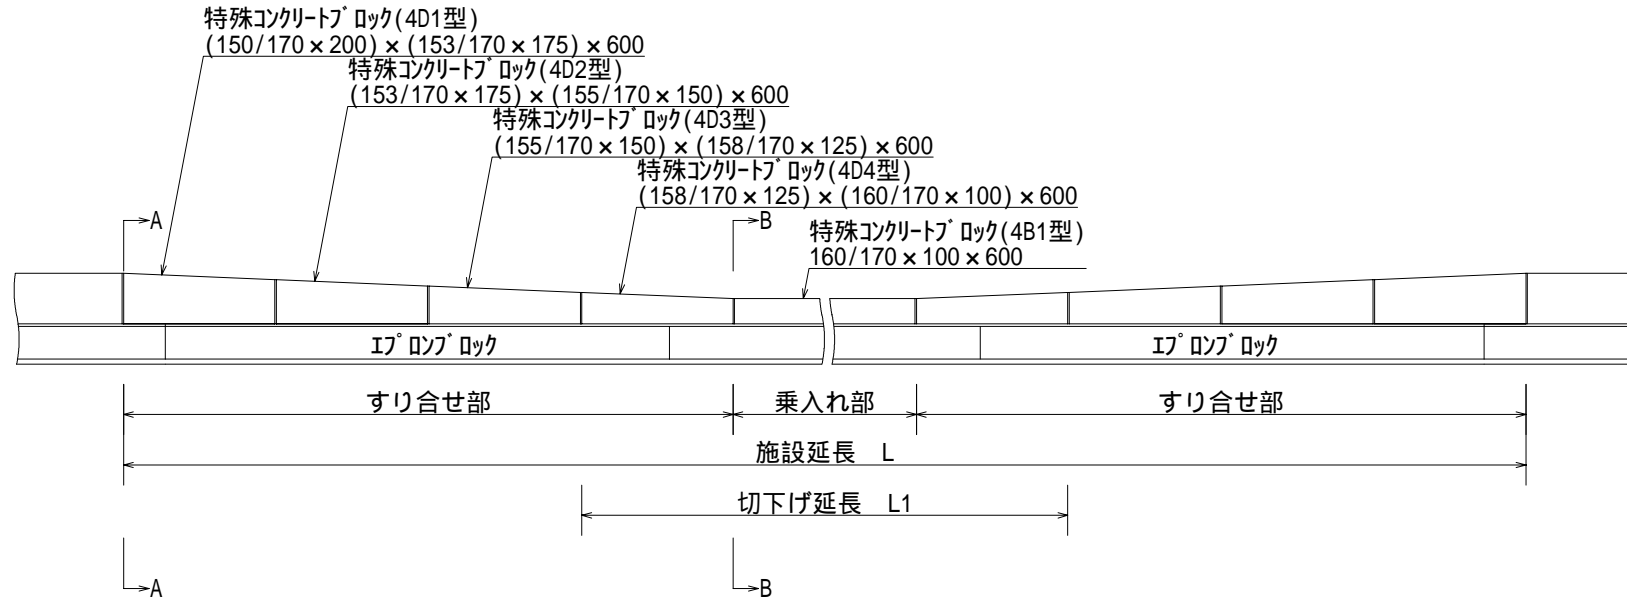 特殊ｺﾝｸﾘｰﾄﾌﾞﾛｯｸ(4D1型)
(150/170×200)×(153/170×175)×600
特殊ｺﾝｸﾘｰﾄﾌﾞﾛｯｸ(4D2型)
(153/170×175)×(155/170×150)×600
特殊ｺﾝｸﾘｰﾄﾌﾞﾛｯｸ(4D3型)
(155/170×150)×(158/170×125)×600
特殊ｺﾝｸﾘｰﾄﾌﾞﾛｯｸ(4D4型)
(158/170×125)×(160/170×100)×600
A
B
特殊ｺﾝｸﾘｰﾄﾌﾞﾛｯｸ(4B1型)
160/170×100×600
ｴﾌﾟﾛﾝﾌﾞﾛｯｸ
ｴﾌﾟﾛﾝﾌﾞﾛｯｸ
すり合せ部
乗入れ部
すり合せ部
施設延長　L
切下げ延長　L1
A
B